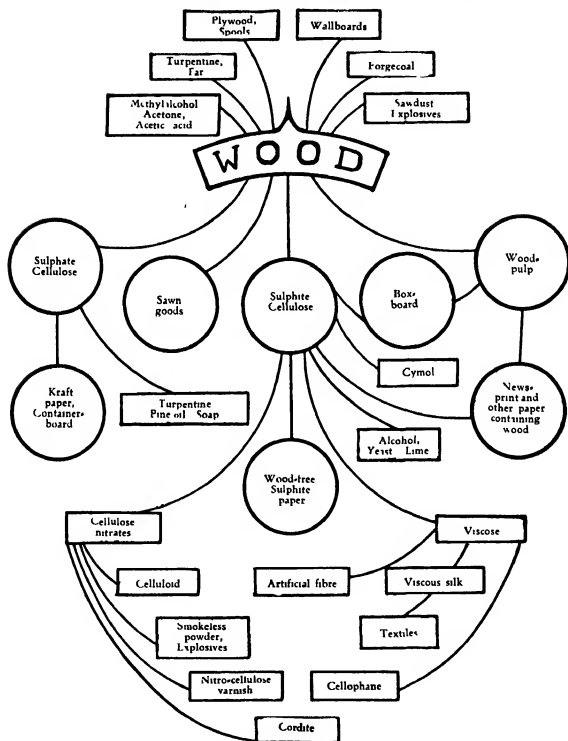 Plywood,
Spools
Wallboards
Turpentine,
Tar
Forgecoal
Methylalcohol
Acetone,
Acetic acid
Sawdust
Explosives
WOOD
Sulphate
Cellulose
Sawn
goods
Sulphite
Cellulose
Box-
board
Wood-
pulp
Cymol
Kraft
paper,
Container-
board
Turpentine
Pine oil Soap
Alcohol,
Yeast Lime
News-
print and
other paper
containing
wood
Wood-free
Sulphite
paper
Cellulose
nitrates
Viscose
Celluloid
Artificial fibre
Viscous silk
Smokeless
powder,
Explosives
Textiles
Nitro-cellulose
varnish
Cellophane
Cordite